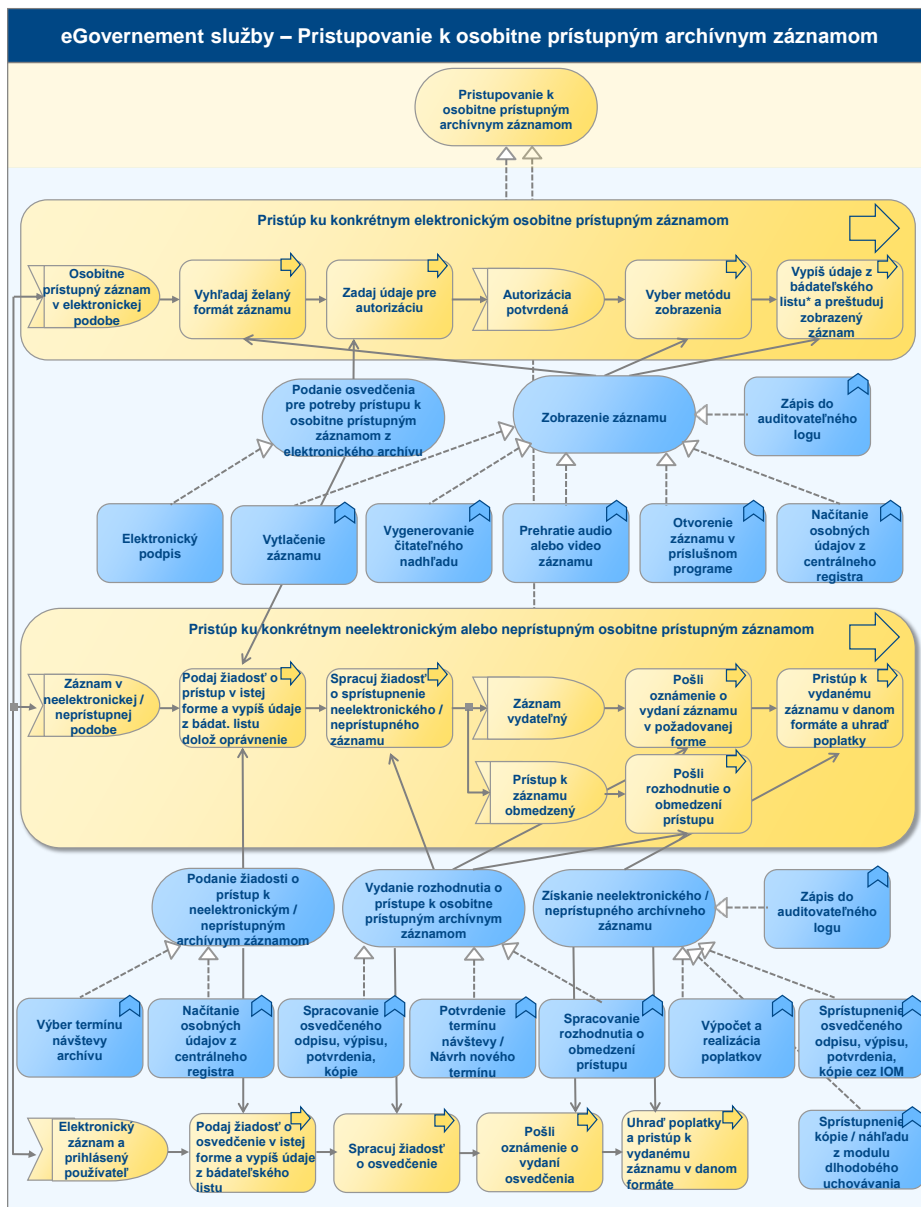 eGovernement služby – Pristupovanie k osobitne prístupným archívnym záznamom
Pristupovanie k
osobitne prístupným
archívnym záznamom
Prístúp ku konkrétnym elektronickým osobitne prístupným záznamom
Osobitne
prístupný záznam
v elektronickej
podobe
Vyhľadaj želaný
formát záznamu
Zadaj údaje pre
autorizáciu
Autorizácia
potvrdená
Vyber metódu
zobrazenia
Vypíš údaje z
bádateľského
listu* a preštuduj
zobrazený
záznam
Podanie osvedčenia
pre potreby prístupu k
osobitne prístupným
záznamom z
elektronického archívu
Zobrazenie záznamu
Zápis do
auditovateľného
logu
Elektronický
podpis
Vytlačenie
záznamu
Vygenerovanie
čitateľného
nadhľadu
Prehratie audio
alebo video
záznamu
Otvorenie
záznamu v
príslušnom
programe
Načítanie
osobných
údajov z
centrálneho
registra
Prístúp ku konkrétnym neelektronickým alebo neprístupným osobitne prístupným záznamom
Záznam v
neelektronickej /
neprístupnej
podobe
Podaj žiadosť o
prístup v istej
forme a vypíš údaje
z bádat. listu
dolož oprávnenie
Spracuj žiadosť
o sprístupnenie
neelektronického /
neprístupného
záznamu
Záznam
vydateľný
Pošli
oznámenie o
vydaní záznamu
v požadovanej
forme
Pristúp k
vydanému
záznamu v danom
formáte a uhraď
poplatky
Prístup k
záznamu
obmedzený
Pošli
rozhodnutie o
obmedzení
prístupu
Podanie žiadosti o
prístup k
neelektronickým /
neprístupným
archívnym záznamom
Vydanie rozhodnutia o
prístupe k osobitne
prístupným archívnym
záznamom
Získanie neelektronického /
neprístupného archívneho
záznamu
Zápis do
auditovateľného
logu
Výber termínu
návštevy
archívu
Načítanie
osobných
údajov z
centrálneho
registra
Spracovanie
osvedčeného
odpisu, výpisu,
potvrdenia,
kópie
Potvrdenie
termínu
návštevy /
Návrh nového
termínu
Spracovanie
rozhodnutia o
obmedzení
prístupu
Výpočet a
realizácia
poplatkov
Sprístupnenie
osvedčeného
odpisu, výpisu,
potvrdenia,
kópie cez IOM
Elektronický
záznam a
prihlásený
používateľ
Podaj žiadosť o
osvedčenie v istej
forme a vypíš údaje
z bádateľského
listu
Spracuj žiadosť
o osvedčenie
Pošli
oznámenie o
vydaní
osvedčenia
Uhraď poplatky
a pristúp k
vydanému
záznamu v danom
formáte
Sprístupnenie
kópie / náhľadu
z modulu
dlhodobého
uchovávania